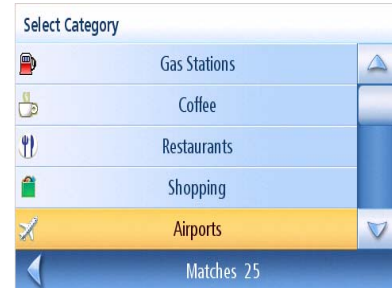 Select Category
Gas Stations
Coffee
Restaurants
Shopping
Airports
Matches 25